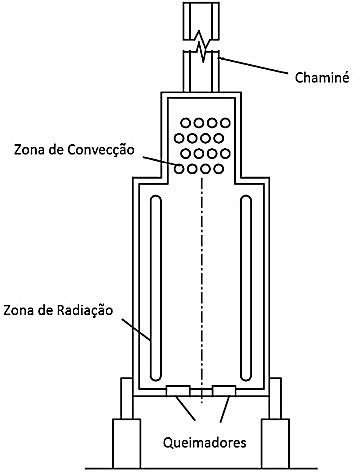 Chaminé
Zona de Convecção
Zona de Radiação
Queimadores